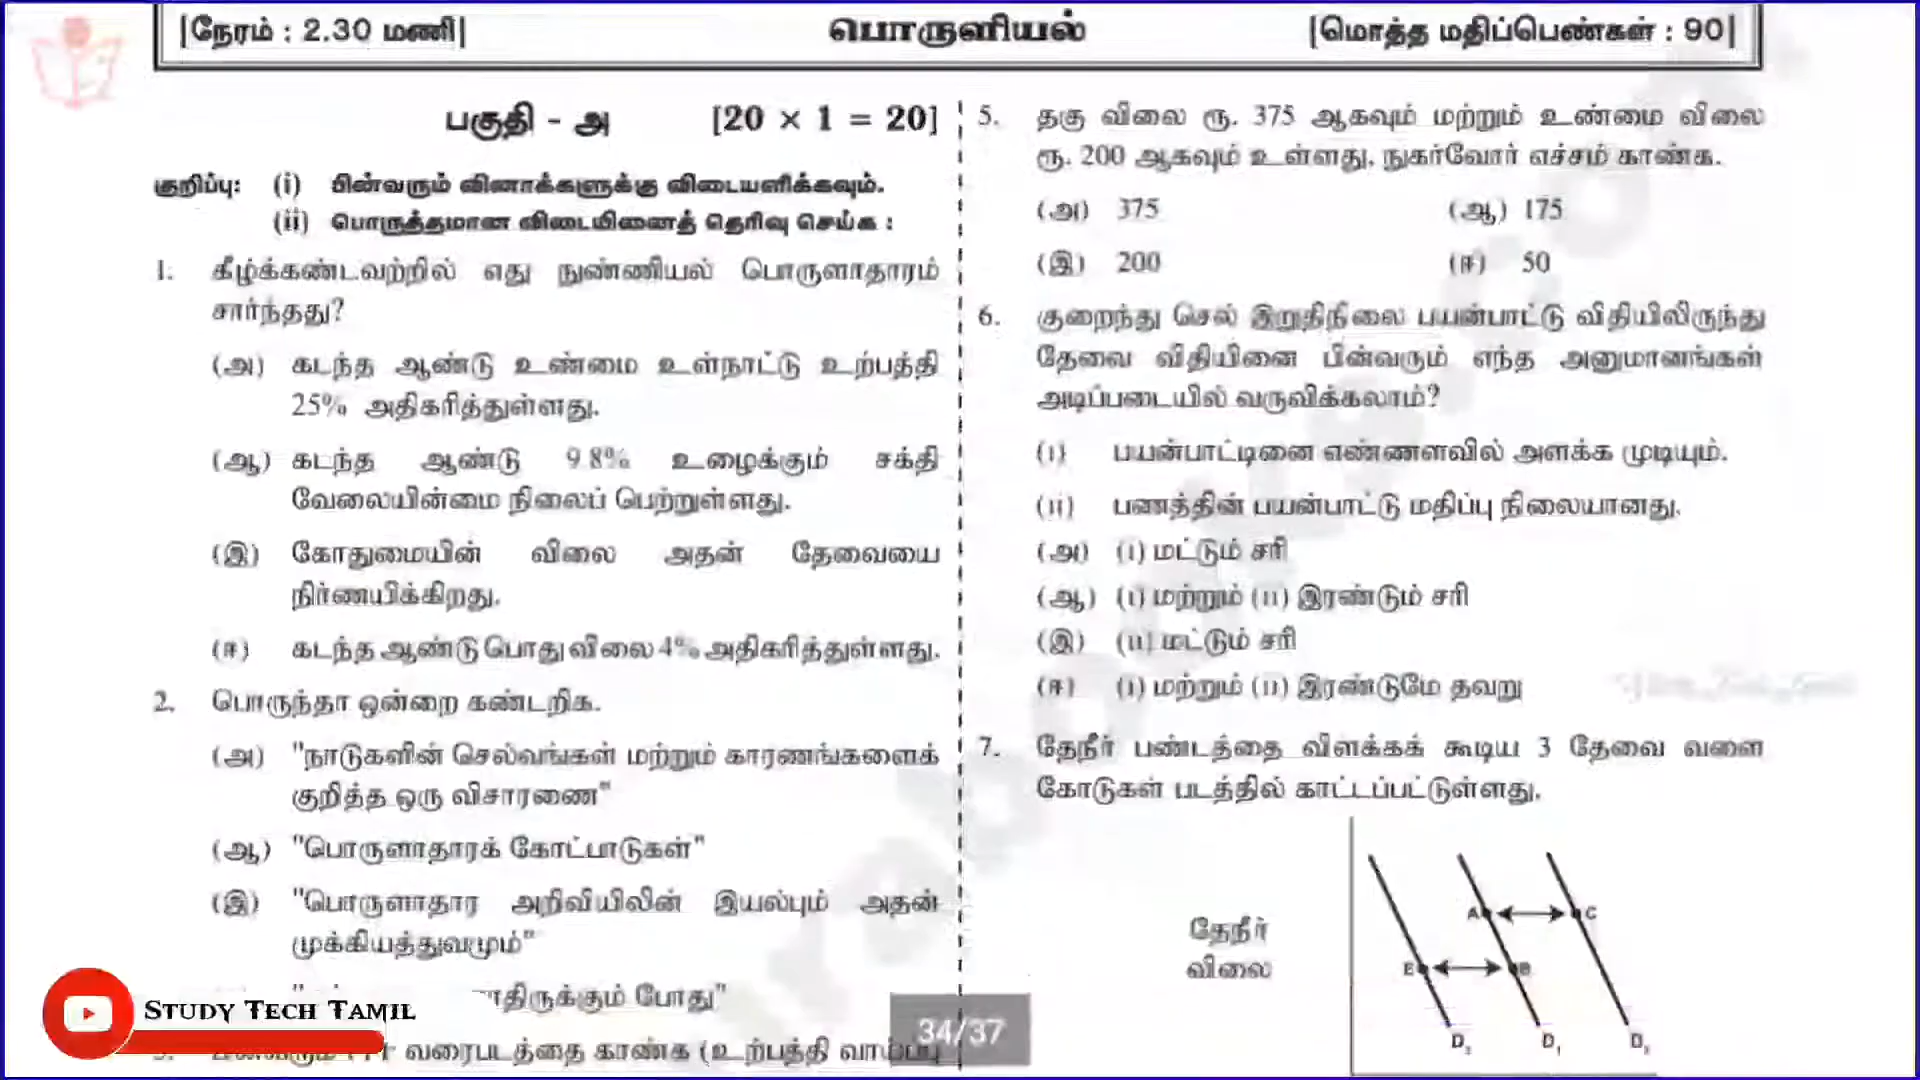 |நேரம் : 2.30 மணி|
பொருளியல்
|மொத்த மதிப்பெண்கள் : 90|
பகுதி - அ [20 × 1 = 20]
குறிப்பு: (i) பின்வரும் வினாக்களுக்கு விடையளிக்கவும்.
(ii) பொருத்தமான விடையினைத் தெரிவு செய்க :
1. கீழ்க்கண்டவற்றில் எது நுண்ணியல் பொருளாதாரம்
சார்ந்தது?
(அ) கடந்த ஆண்டு உண்மை உள்நாட்டு உற்பத்தி
25% அதிகரித்துள்ளது.
(ஆ) கடந்த ஆண்டு 9.8% உழைக்கும் சக்தி
வேலையின்மை நிலைப் பெற்றுள்ளது.
(இ) கோதுமையின் விலை அதன் தேவையை
நிர்ணயிக்கிறது.
(ஈ) கடந்த ஆண்டு பொது விலை 4% அதிகரித்துள்ளது.
2. பொருந்தா ஒன்றை கண்டறிக.
(அ) "நாடுகளின் செல்வங்கள் மற்றும் காரணங்களைக்
குறித்த ஒரு விசாரணை"
(ஆ) "பொருளாதாரக் கோட்பாடுகள்"
(இ) "பொருளாதார அறிவியிலின் இயல்பும் அதன்
முக்கியத்துவமும்"
போது"
வரைபடத்தை காண்க (உற்பத்தி வாய்ப்பு
5. தகு விலை ரூ. 375 ஆகவும் மற்றும் உண்மை விலை
ரூ. 200 ஆகவும் உள்ளது, நுகர்வோர் எச்சம் காண்க.
(அ) 375 (ஆ) 175
(இ) 200 (ஈ) 50
6. குறைந்து செல் இறுதிநிலை பயன்பாட்டு விதியிலிருந்து
தேவை விதியினை பின்வரும் எந்த அனுமானங்கள்
அடிப்படையில் வருவிக்கலாம்?
(i) பயன்பாட்டினை எண்ணளவில் அளக்க முடியும்.
(ii) பணத்தின் பயன்பாட்டு மதிப்பு நிலையானது.
(அ) (i) மட்டும் சரி
(ஆ) (i) மற்றும் (ii) இரண்டும் சரி
(இ) (ii) மட்டும் சரி
(ஈ) (i) மற்றும் (ii) இரண்டுமே தவறு
7. தேநீர் பண்டத்தை விளக்கக் கூடிய 3 தேவை வளை
கோடுகள் படத்தில் காட்டப்பட்டுள்ளது.
தேநீர்
விலை
A C
E B
D₂ D₁ D₃
STUDY TECH TAMIL
34/37